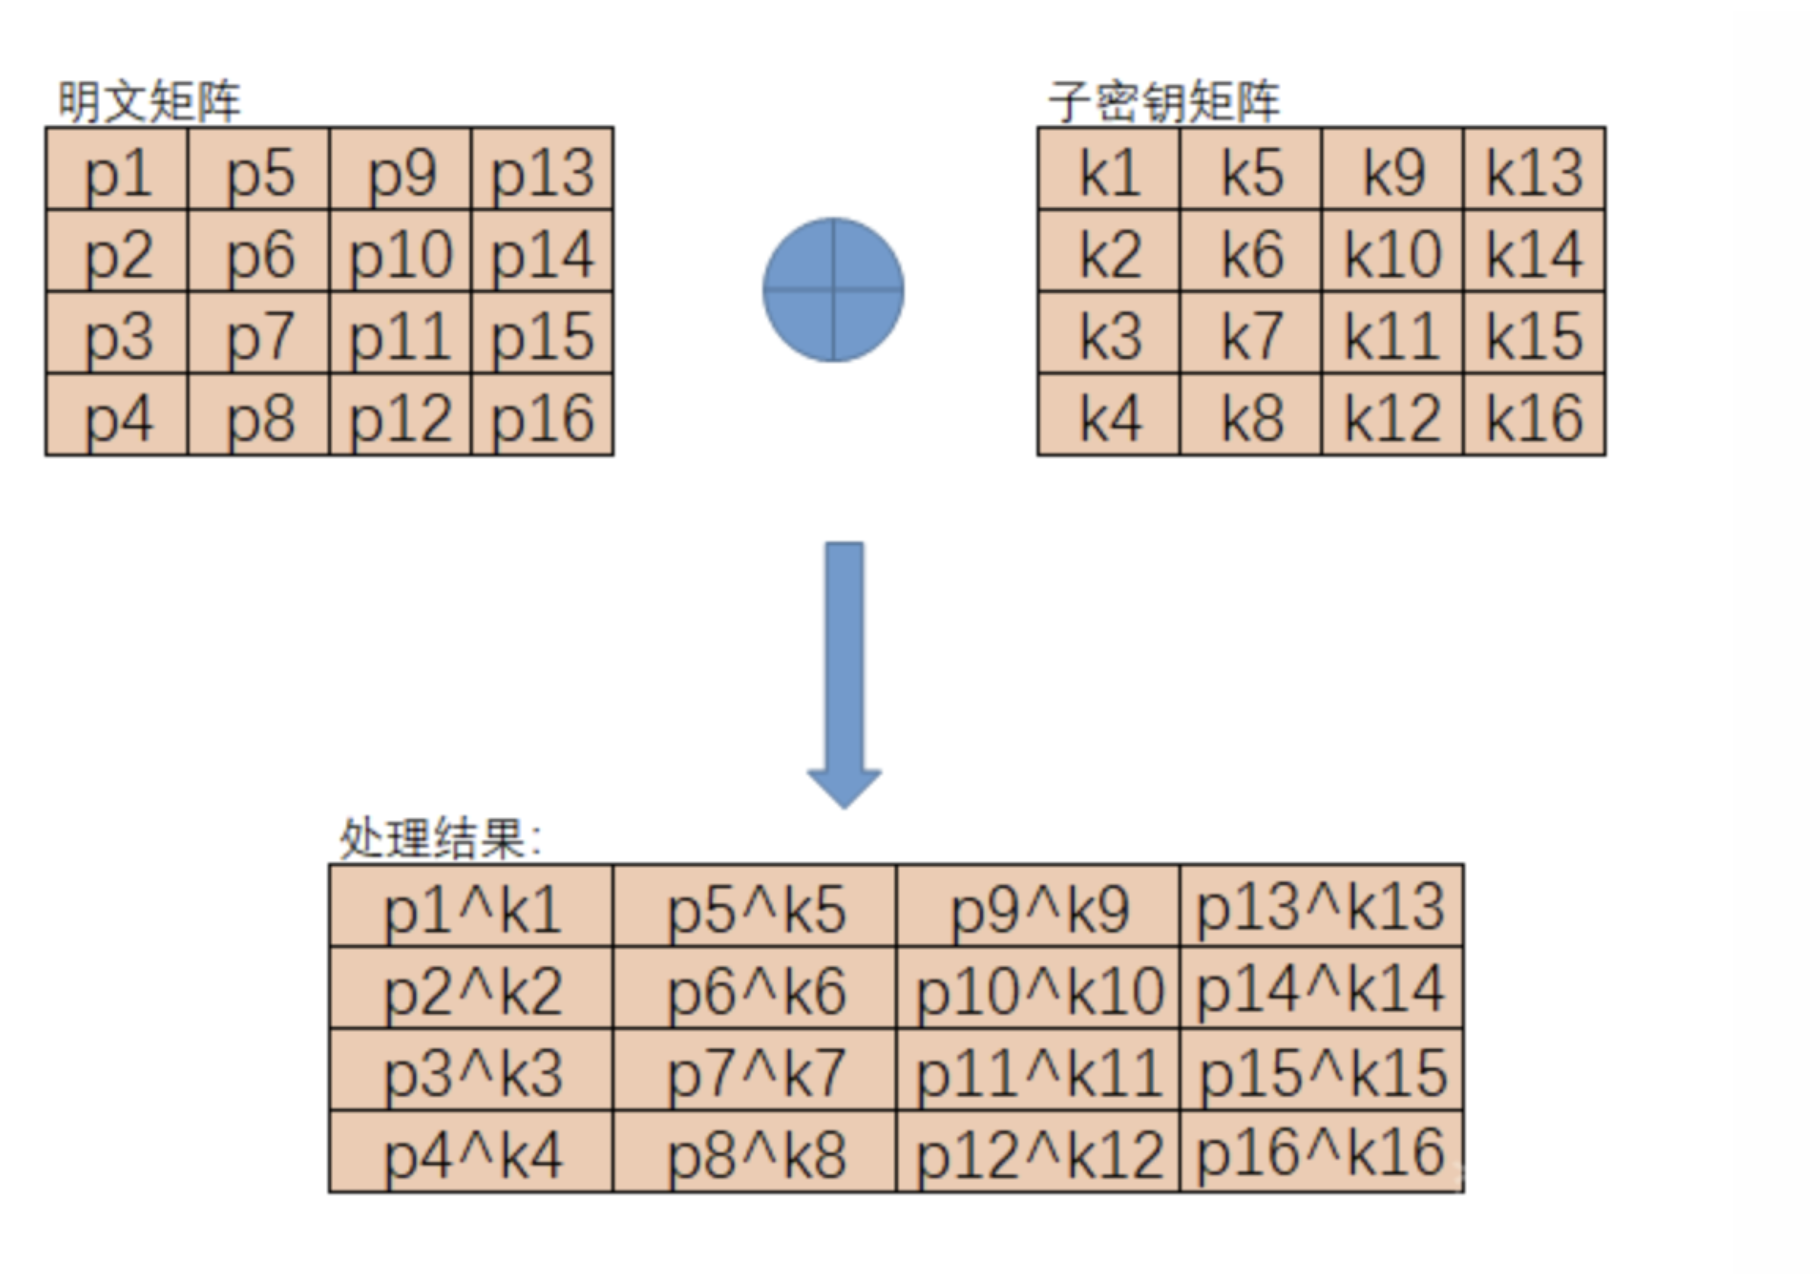 明文矩阵
p1 p5 p9 p13
p2 p6 p10 p14
p3 p7 p11 p15
p4 p8 p12 p16
子密钥矩阵
k1 k5 k9 k13
k2 k6 k10 k14
k3 k7 k11 k15
k4 k8 k12 k16
处理结果:
p1^k1 p5^k5 p9^k9 p13^k13
p2^k2 p6^k6 p10^k10 p14^k14
p3^k3 p7^k7 p11^k11 p15^k15
p4^k4 p8^k8 p12^k12 p16^k16